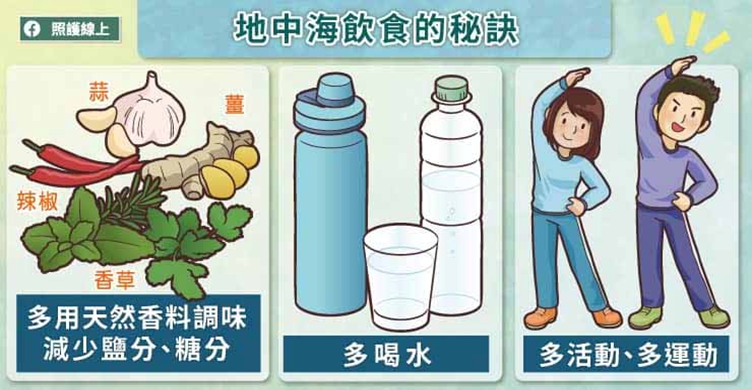 照護線上
地中海飲食的秘訣
蒜
薑
辣椒
香草
多用天然香料調味
減少鹽分、糖分
多喝水
多活動、多運動